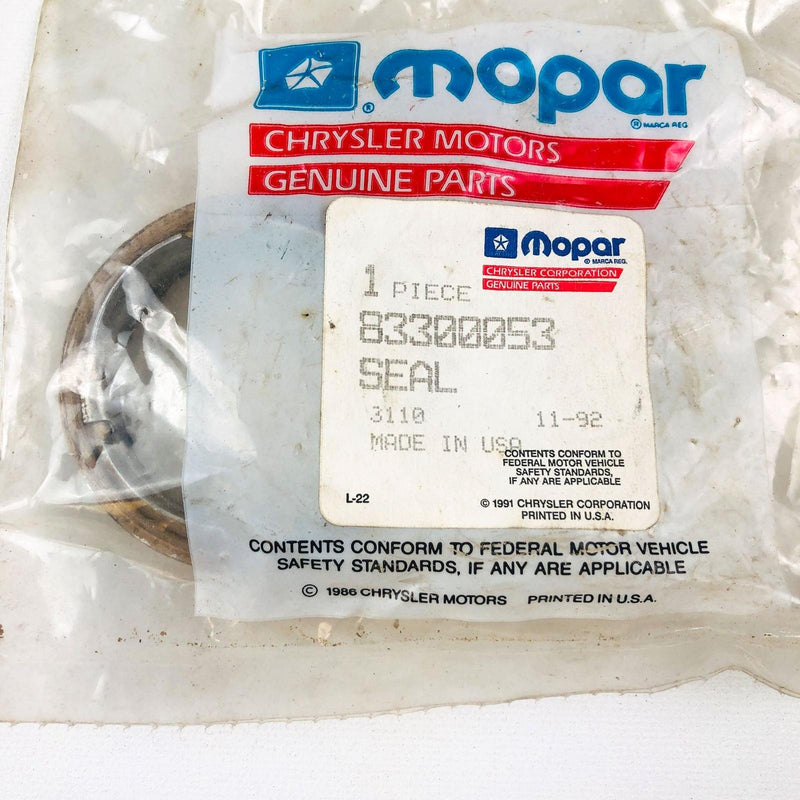 mopar
® ® MARCA REG.
CHRYSLER MOTORS
GENUINE PARTS
mopar
® MARCA REG.
CHRYSLER CORPORATION
GENUINE PARTS
1 PIECE
83300053
SEAL
3110 11-92
MADE IN USA
CONTENTS CONFORM TO
FEDERAL MOTOR VEHICLE
SAFETY STANDARDS,
IF ANY ARE APPLICABLE
L-22
© 1991 CHRYSLER CORPORATION
PRINTED IN U.S.A.
CONTENTS CONFORM TO FEDERAL MOTOR VEHICLE
SAFETY STANDARDS, IF ANY ARE APPLICABLE
© 1986 CHRYSLER MOTORS PRINTED IN U.S.A.